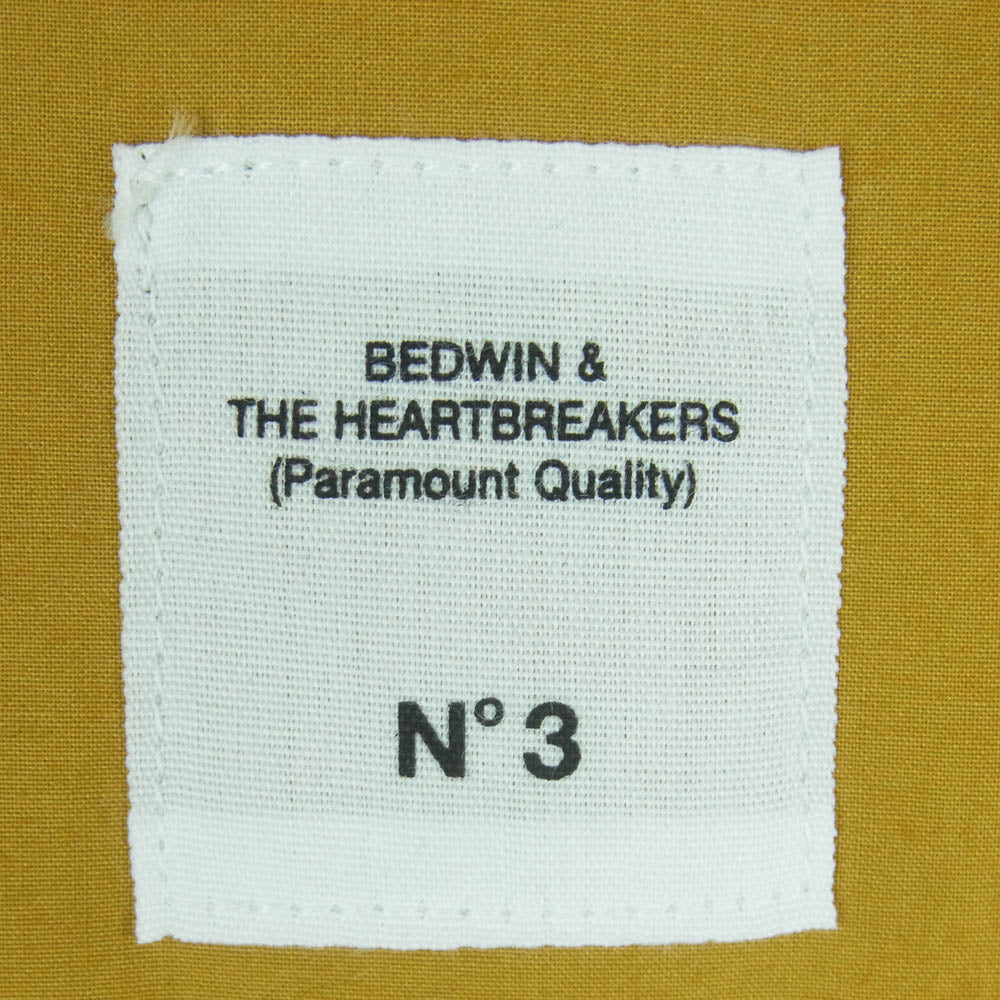 BEDWIN &
THE HEARTBREAKERS
(Paramount Quality)
N° 3